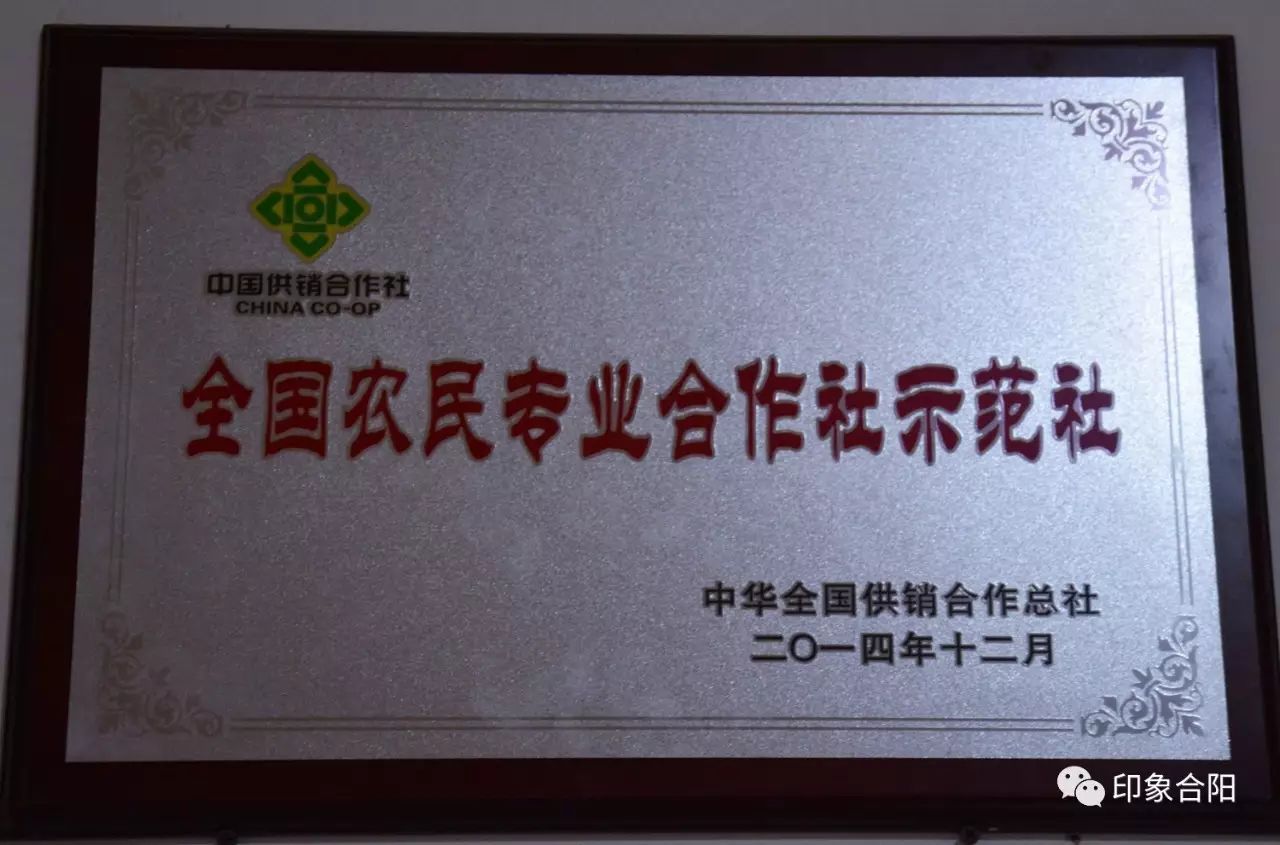 中国供销合作社
CHINA CO-OP
全国农民专业合作社示范社
中华全国供销合作总社
二〇一四年十二月
印象合阳